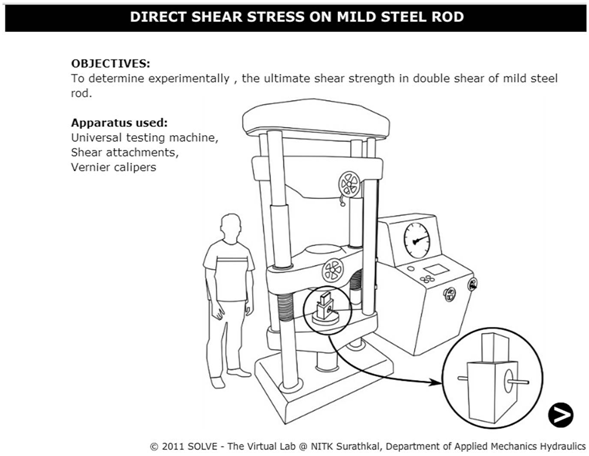 DIRECT SHEAR STRESS ON MILD STEEL ROD
OBJECTIVES:
To determine experimentally , the ultimate shear strength in double shear of mild steel
rod.
Apparatus used:
Universal testing machine,
Shear attachments,
Vernier calipers
© 2011 SOLVE - The Virtual Lab @ NITK Surathkal, Department of Applied Mechanics Hydraulics